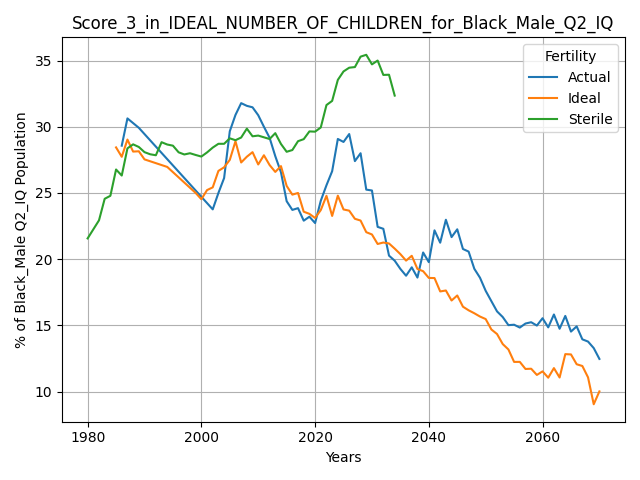 Score_3_in_IDEAL_NUMBER_OF_CHILDREN_for_Black_Male_Q2_IQ
% of Black_Male Q2_IQ Population
35
30
25
20
15
10
Fertility
Actual
Ideal
Sterile
1980
2000
2020
2040
2060
Years